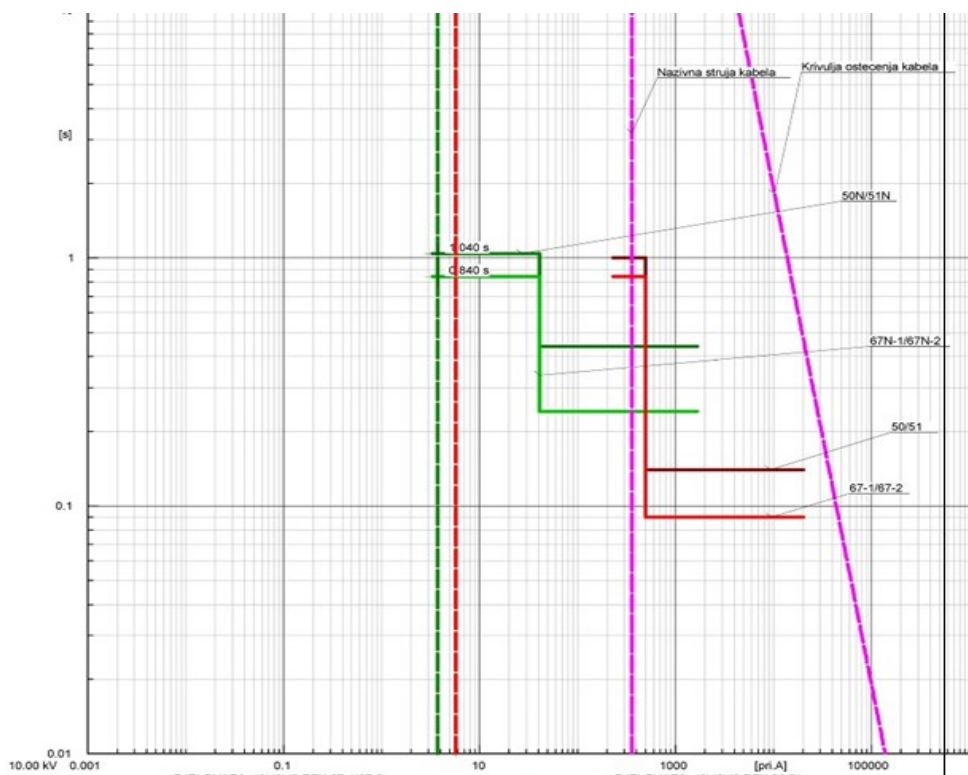 [s]
Nazivna struja kabela
Krivulja ostecenja kabela
50N/51N
1.040 s
1
0.840 s
67N-1/67N-2
50/51
67-1/67-2
0.1
0.01
10.00 kV 0.001 0.1 10 1000 [pri.A] 100000